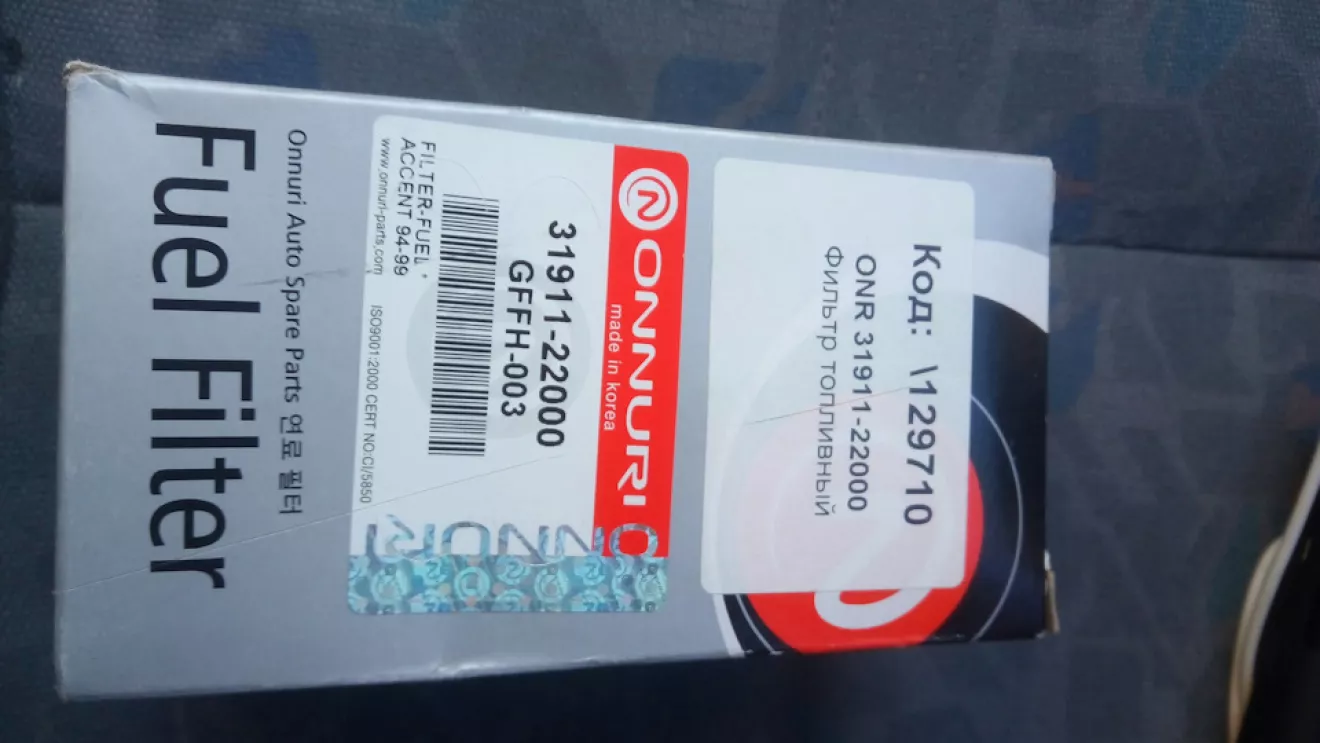 Код: \129710
ONR 31911-22000
Фильтр топливный
ONNURI
made in korea
31911-22000
GFFH-003
FILTER-FUEL
ACCENT 94-99
www.onnuri-parts.com
ISO9001:2000 CERT NO:CI/5850
Onnuri Auto Spare Parts 연료 필터
Fuel Filter